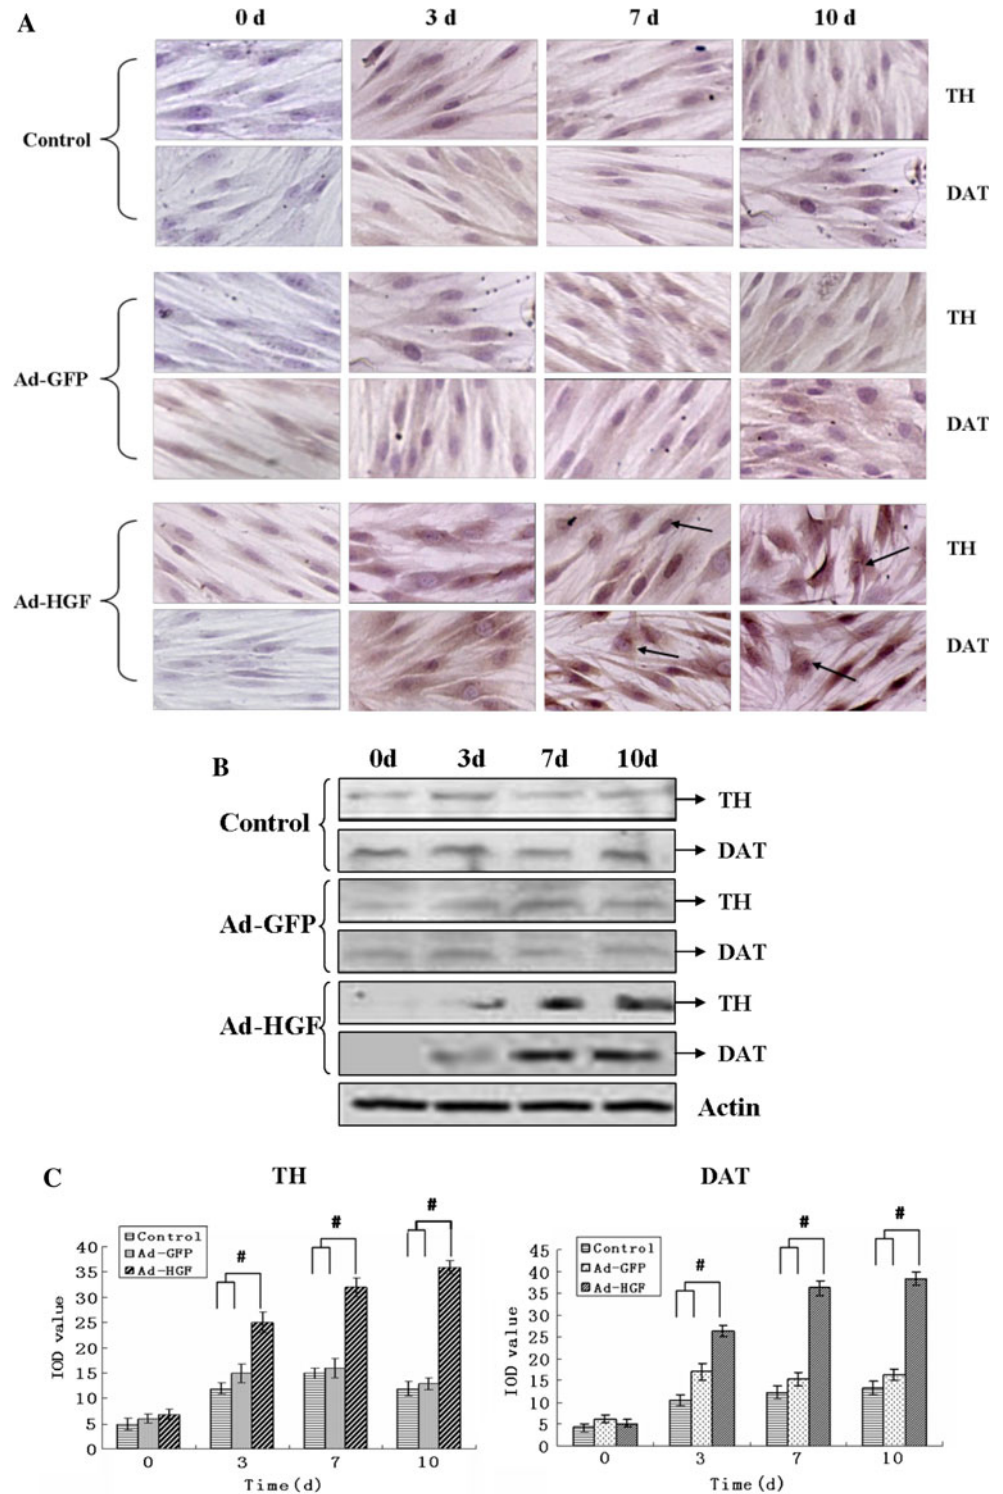 A
0 d 3 d 7 d 10 d
Control
TH
DAT
Ad-GFP
TH
DAT
Ad-HGF
TH
DAT
B
0d 3d 7d 10d
Control
TH
DAT
Ad-GFP
TH
DAT
Ad-HGF
TH
DAT
Actin
C
TH
IOD value
40
35
30
25
20
15
10
5
0
Control
Ad-GFP
Ad-HGF
# # #
0 3 7 10
Time(d)
DAT
IOD value
45
40
35
30
25
20
15
10
5
0
Control
Ad-GFP
Ad-HGF
# # #
0 3 7 10
Time(d)